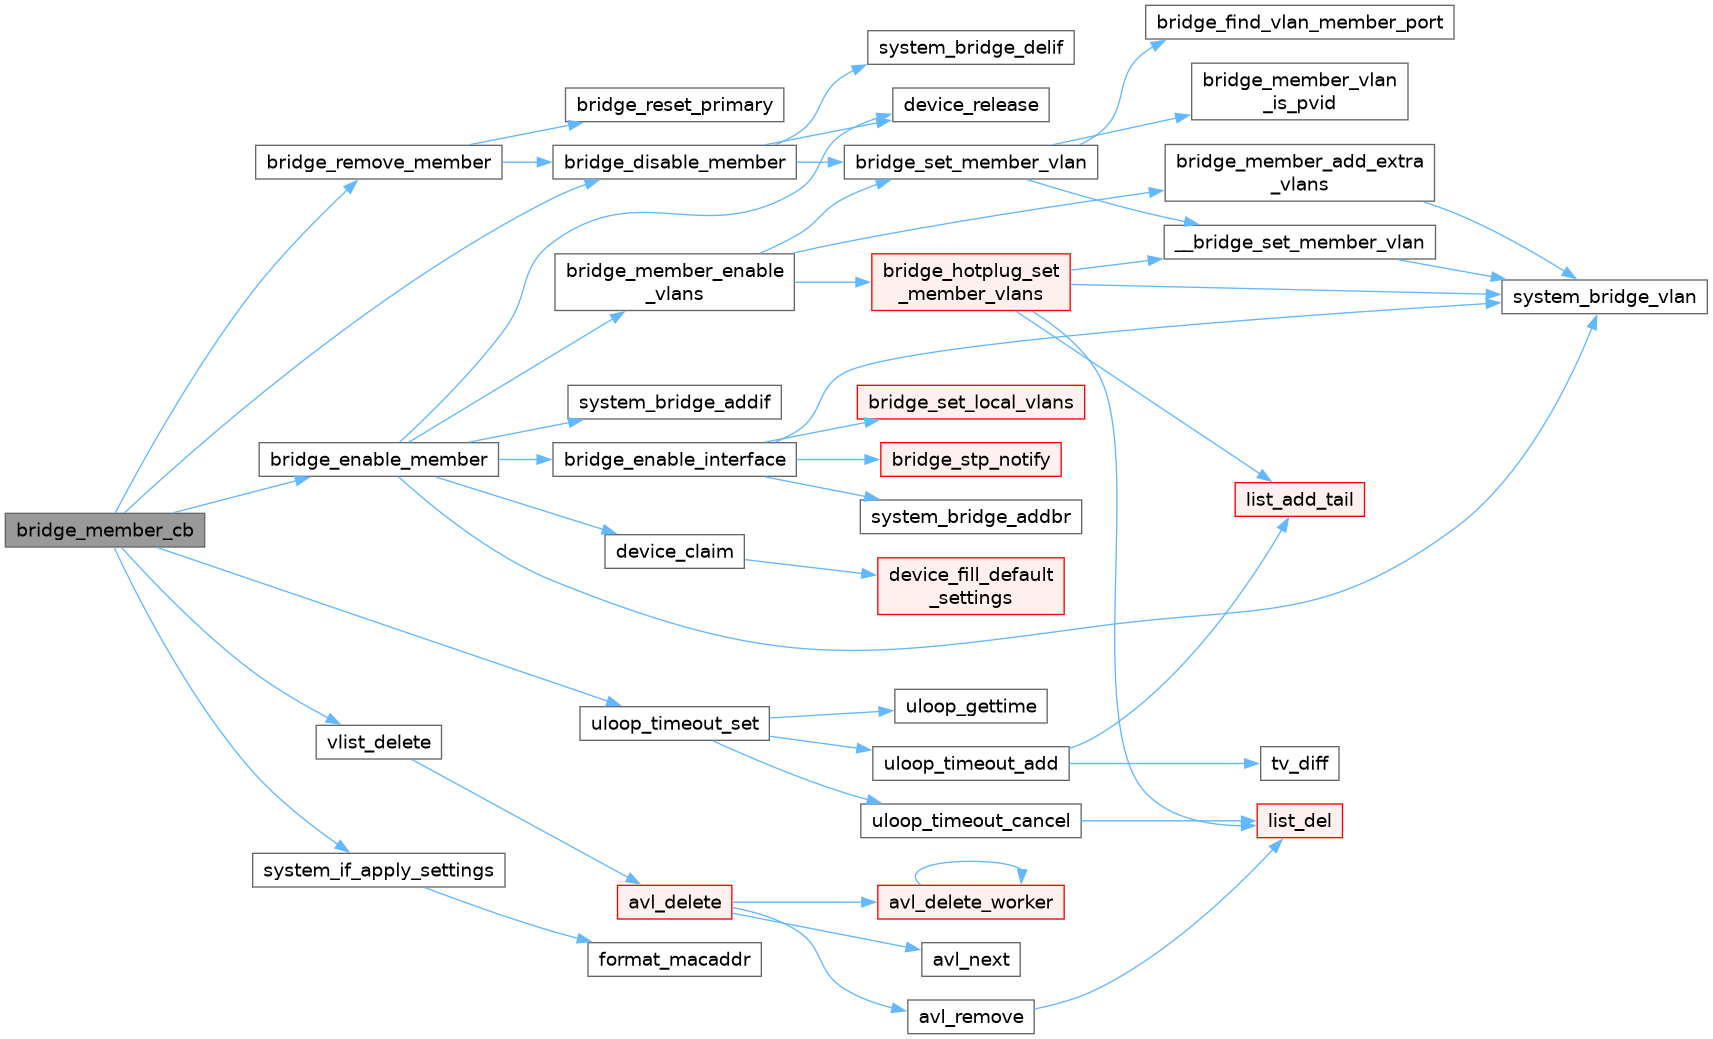 bridge_find_vlan_member_port
system_bridge_delif
bridge_member_vlan
_is_pvid
bridge_reset_primary
device_release
bridge_remove_member
bridge_disable_member
bridge_set_member_vlan
bridge_member_add_extra
_vlans
__bridge_set_member_vlan
bridge_member_enable
_vlans
bridge_hotplug_set
_member_vlans
system_bridge_vlan
system_bridge_addif
bridge_set_local_vlans
bridge_enable_member
bridge_enable_interface
bridge_stp_notify
list_add_tail
system_bridge_addbr
bridge_member_cb
device_claim
device_fill_default
_settings
uloop_gettime
uloop_timeout_set
vlist_delete
uloop_timeout_add
tv_diff
uloop_timeout_cancel
list_del
system_if_apply_settings
avl_delete
avl_delete_worker
format_macaddr
avl_next
avl_remove